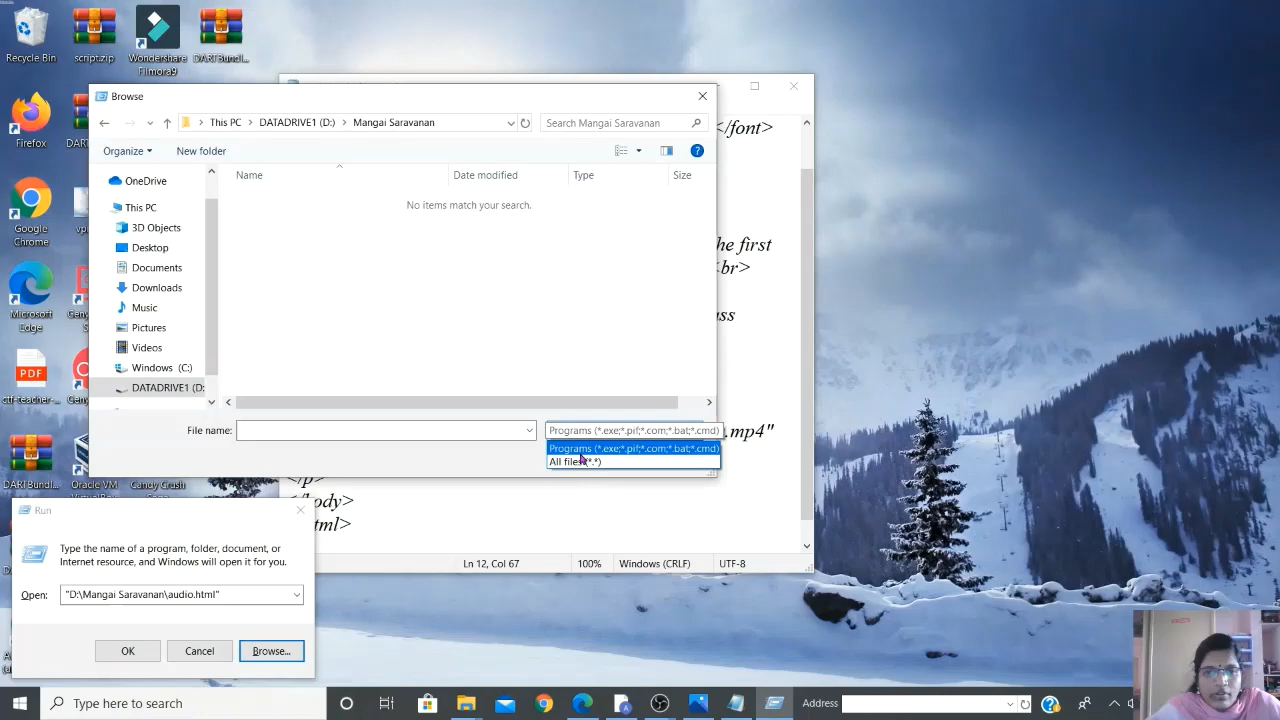 Recycle Bin
script.zip
Wondershare
Filmora9
DARTBundl...
Firefox
Google
Chrome
Microsoft
Edge
PDF
ctf-teacher-...
DARTBundl...
Oracle VM
Candy Crush
Browse
This PC > DATADRIVE1 (D:) > Mangai Saravanan
Search Mangai Saravanan
Organize
New folder
Name
Date modified
Type
Size
No items match your search.
OneDrive
This PC
3D Objects
Desktop
Documents
Downloads
Music
Pictures
Videos
Windows (C:)
DATADRIVE1 (D:
File name:
Programs (*.exe;*.pif;*.com;*.bat;*.cmd)
Programs (*.exe;*.pif;*.com;*.bat;*.cmd)
All files (*.*)
</font>
he first
<br>
ass
.mp4"
</p>
</body>
tml>
Ln 12, Col 67
100%
Windows (CRLF)
UTF-8
Run
Type the name of a program, folder, document, or
Internet resource, and Windows will open it for you.
Open:
"D:\Mangai Saravanan\audio.html"
OK
Cancel
Browse...
Type here to search
Address